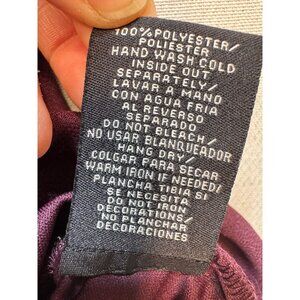 100% POLYESTER/
POLIESTER
HAND WASH COLD
INSIDE OUT
SEPARATELY/
LAVAR A MANO
CON AGUA FRIA
AL REVERSO
SEPARADO
DO NOT BLEACH/
NO USAR BLANQUEADOR
HANG DRY/
COLGAR PARA SECAR
WARM IRON IF NEEDED/
PLANCHA TIBIA SI
SE NECESITA
DO NOT IRON
DECORATIONS/
NO PLANCHAR
DECORACIONES